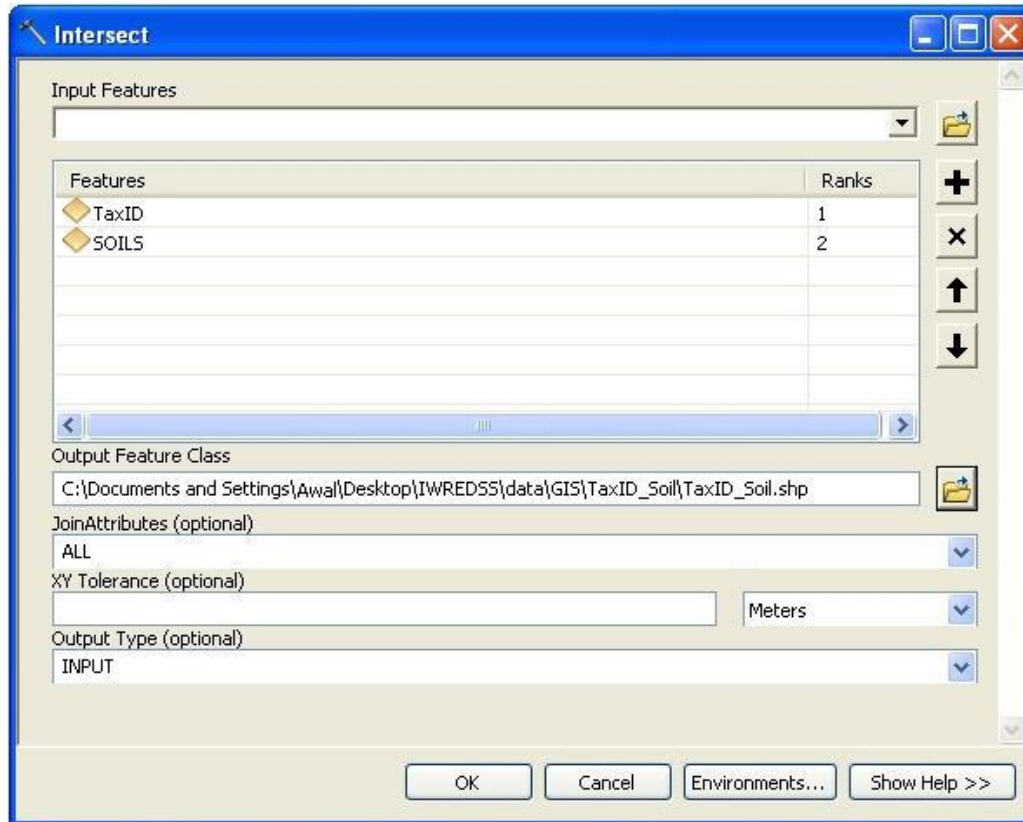 Intersect
Input Features
Features Ranks
TaxID 1
SOILS 2
Output Feature Class
C:\Documents and Settings\Awal\Desktop\IWREDSS\data\GIS\TaxID_Soil\TaxID_Soil.shp
JoinAttributes (optional)
ALL
XY Tolerance (optional)
Meters
Output Type (optional)
INPUT
OK Cancel Environments... Show Help >>